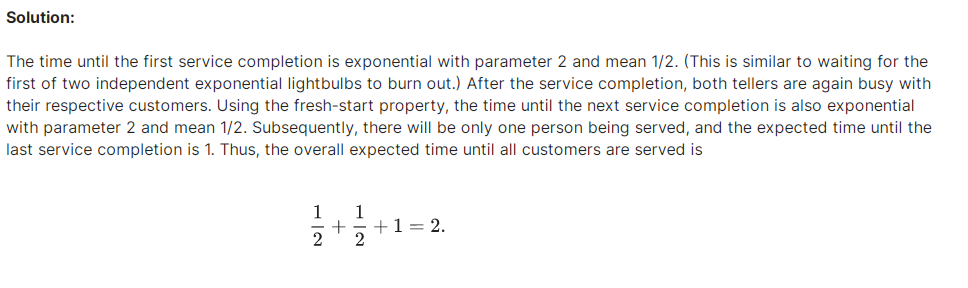 Solution:
The time until the first service completion is exponential with parameter 2 and mean 1/2. (This is similar to waiting for the
first of two independent exponential lightbulbs to burn out.) After the service completion, both tellers are again busy with
their respective customers. Using the fresh-start property, the time until the next service completion is also exponential
with parameter 2 and mean 1/2. Subsequently, there will be only one person being served, and the expected time until the
last service completion is 1. Thus, the overall expected time until all customers are served is
1/2 + 1/2 + 1 = 2.